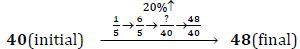 20%↑
1/5 → 6/5 → ?/40 → 48/40
40(initial) ⟶ 48(final)